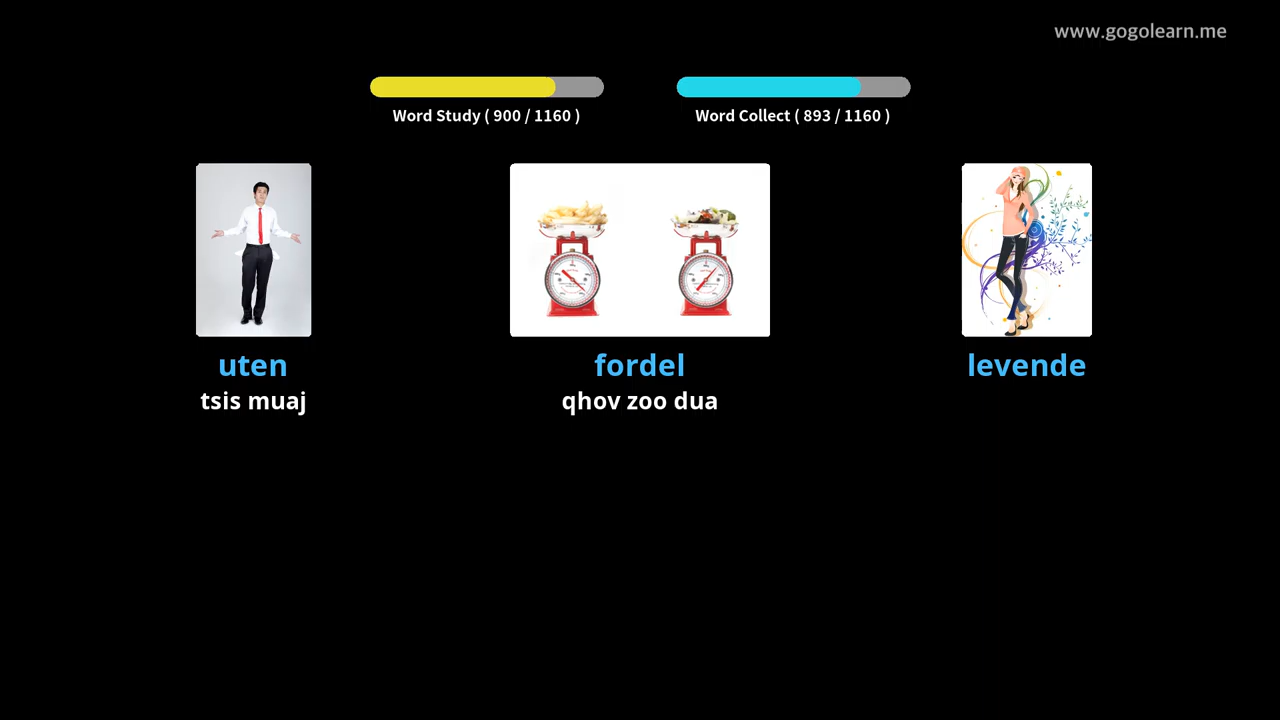 www.gogolearn.me
Word Study ( 900 / 1160 )
Word Collect ( 893 / 1160 )
uten
fordel
levende
tsis muaj
qhov zoo dua